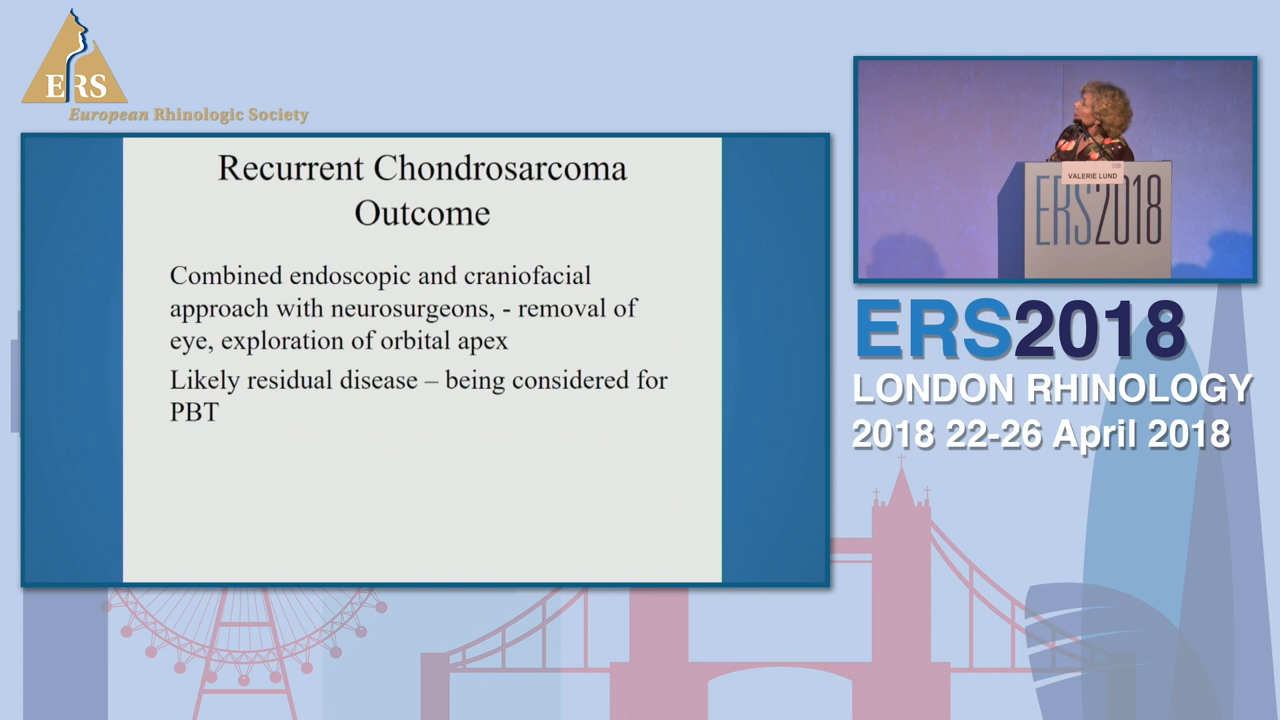 ERS
European Rhinologic Society
Recurrent Chondrosarcoma
Outcome
Combined endoscopic and craniofacial
approach with neurosurgeons, - removal of
eye, exploration of orbital apex
Likely residual disease – being considered for
PBT
VALERIE LUND
ERS2018
ERS2018
LONDON RHINOLOGY
2018 22-26 April 2018